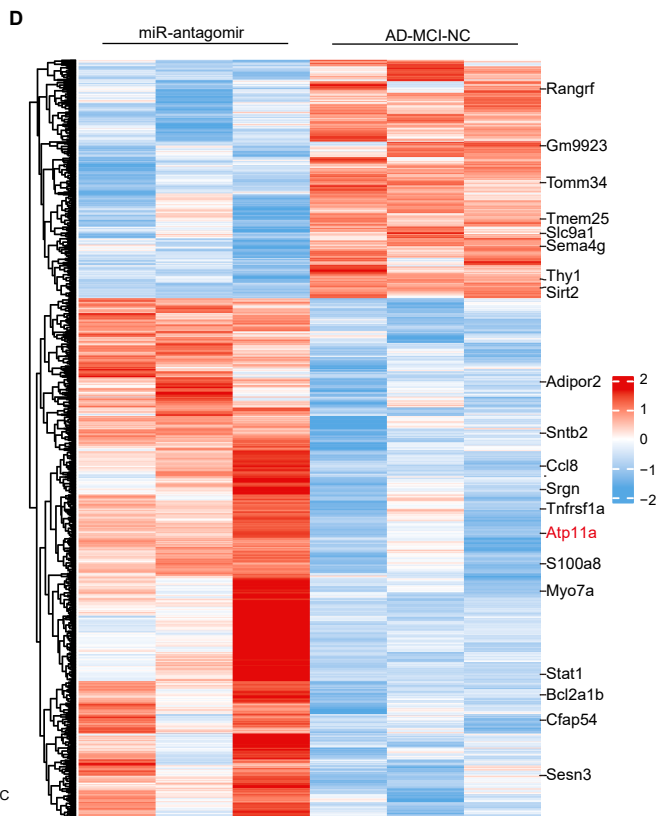 D
miR-antagomir
AD-MCI-NC
Rangrf
Gm9923
Tomm34
Tmem25
Slc9a1
Sema4g
Thy1
Sirt2
Adipor2
Sntb2
Ccl8
Srgn
Tnfrsf1a
Atp11a
S100a8
Myo7a
Stat1
Bcl2a1b
Cfap54
Sesn3
2
1
0
−1
−2
C